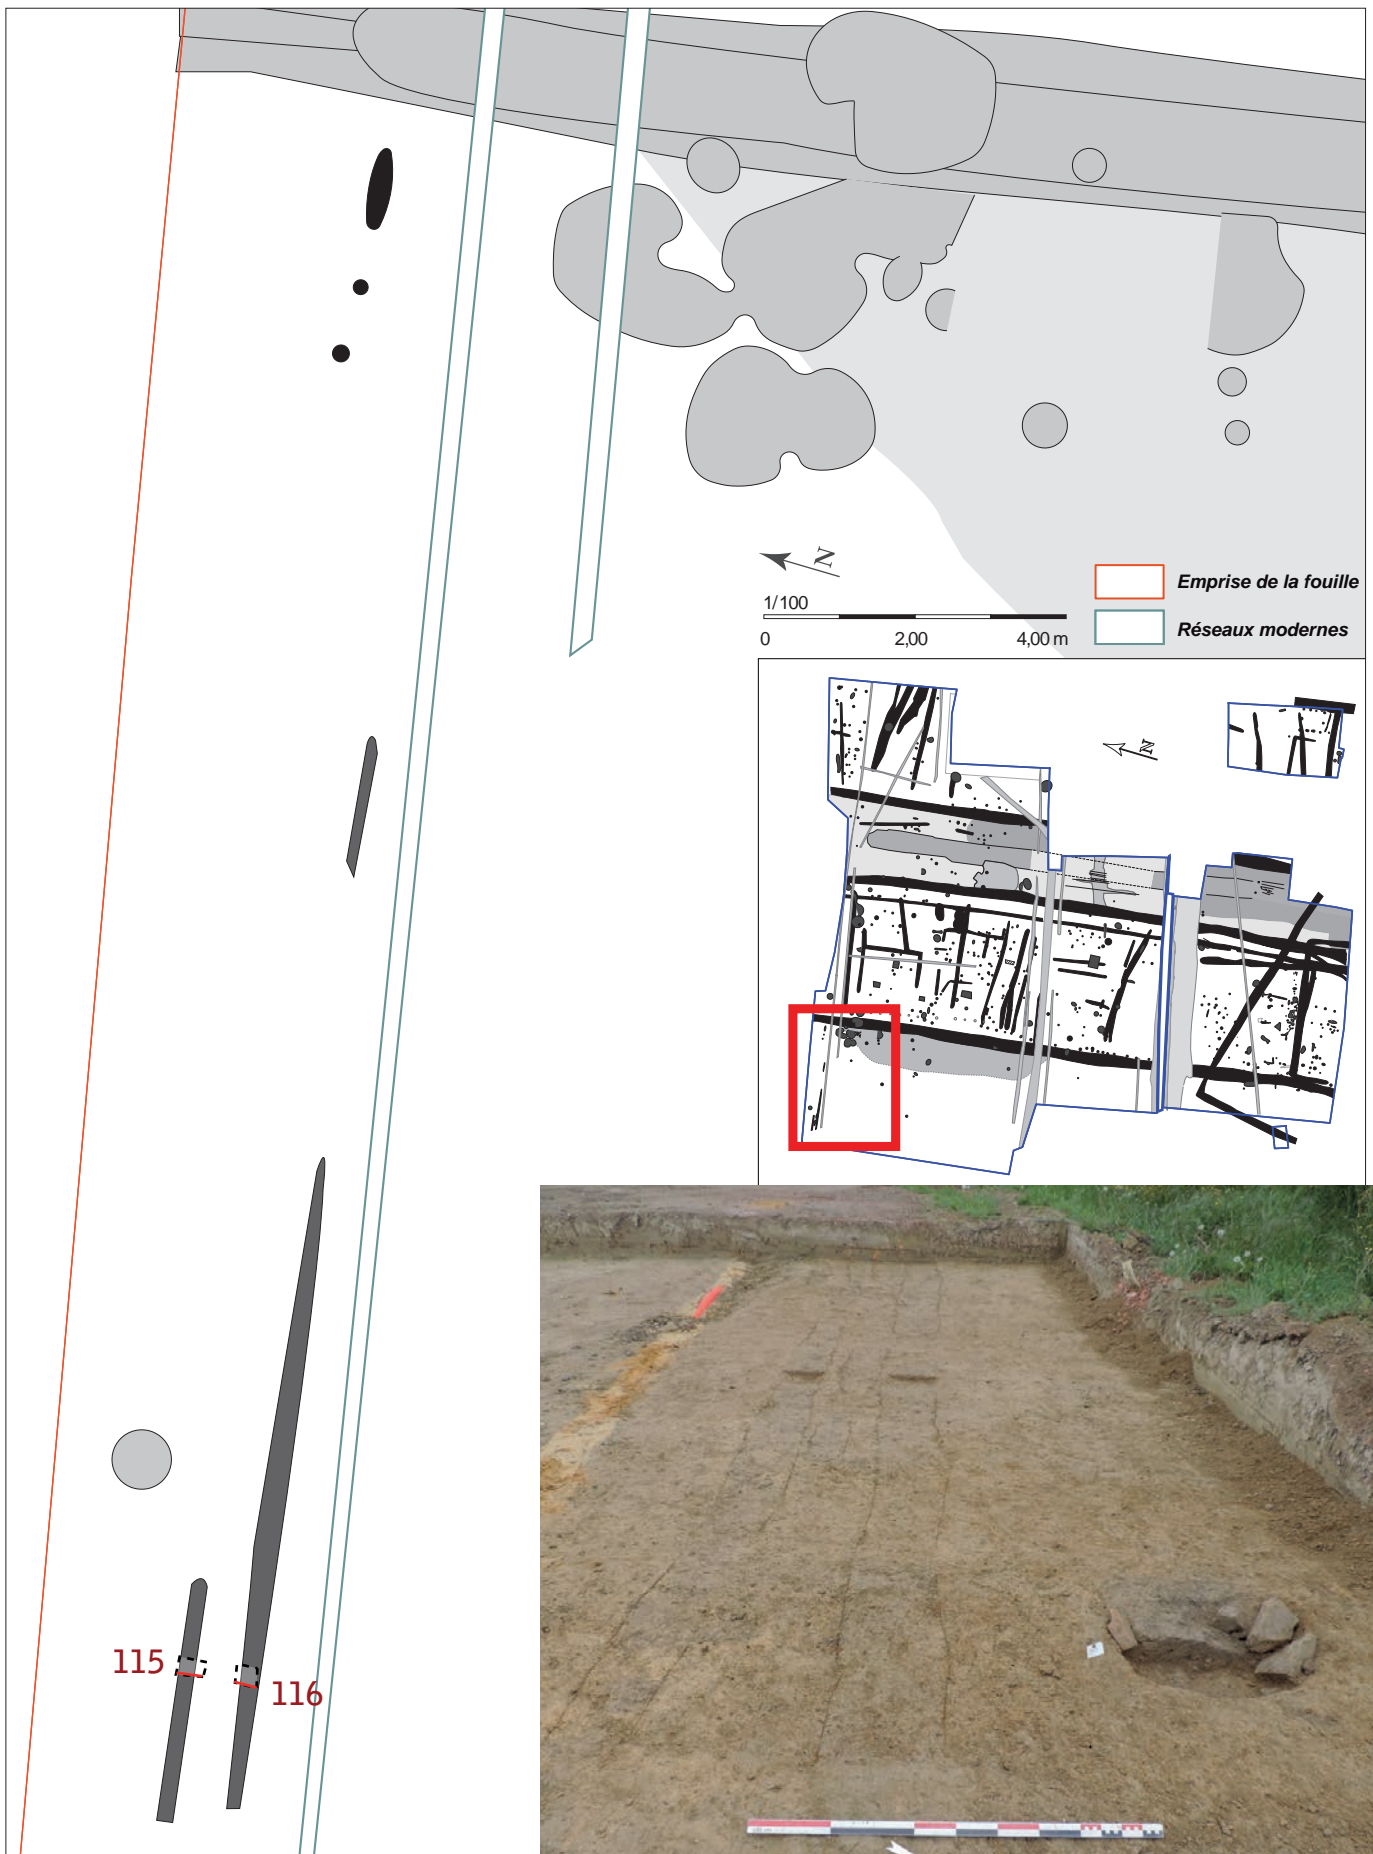 N
Emprise de la fouille
1/100
Réseaux modernes
0 2,00 4,00 m
N
115
116